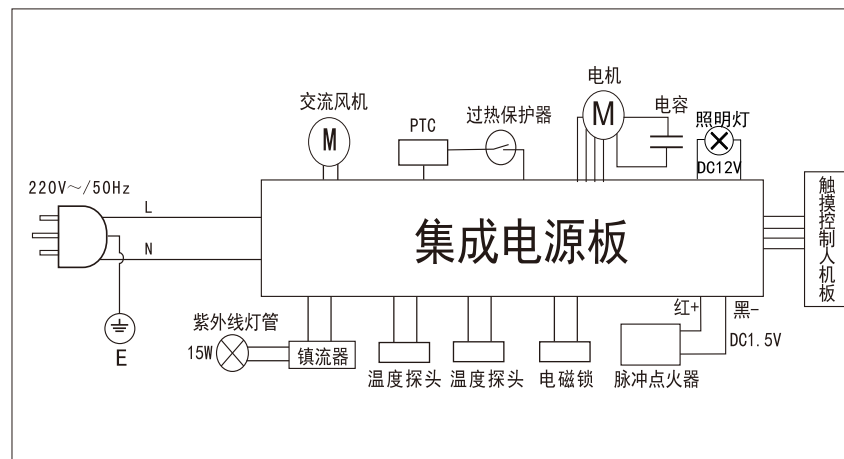 电机
交流风机
M
PTC
过热保护器
M
电容
照明灯
DC12V
220V～/50Hz
L
N
E
集成电源板
触摸控制人机板
紫外线灯管
15W
镇流器
温度探头
温度探头
电磁锁
红+
黑-
DC1.5V
脉冲点火器